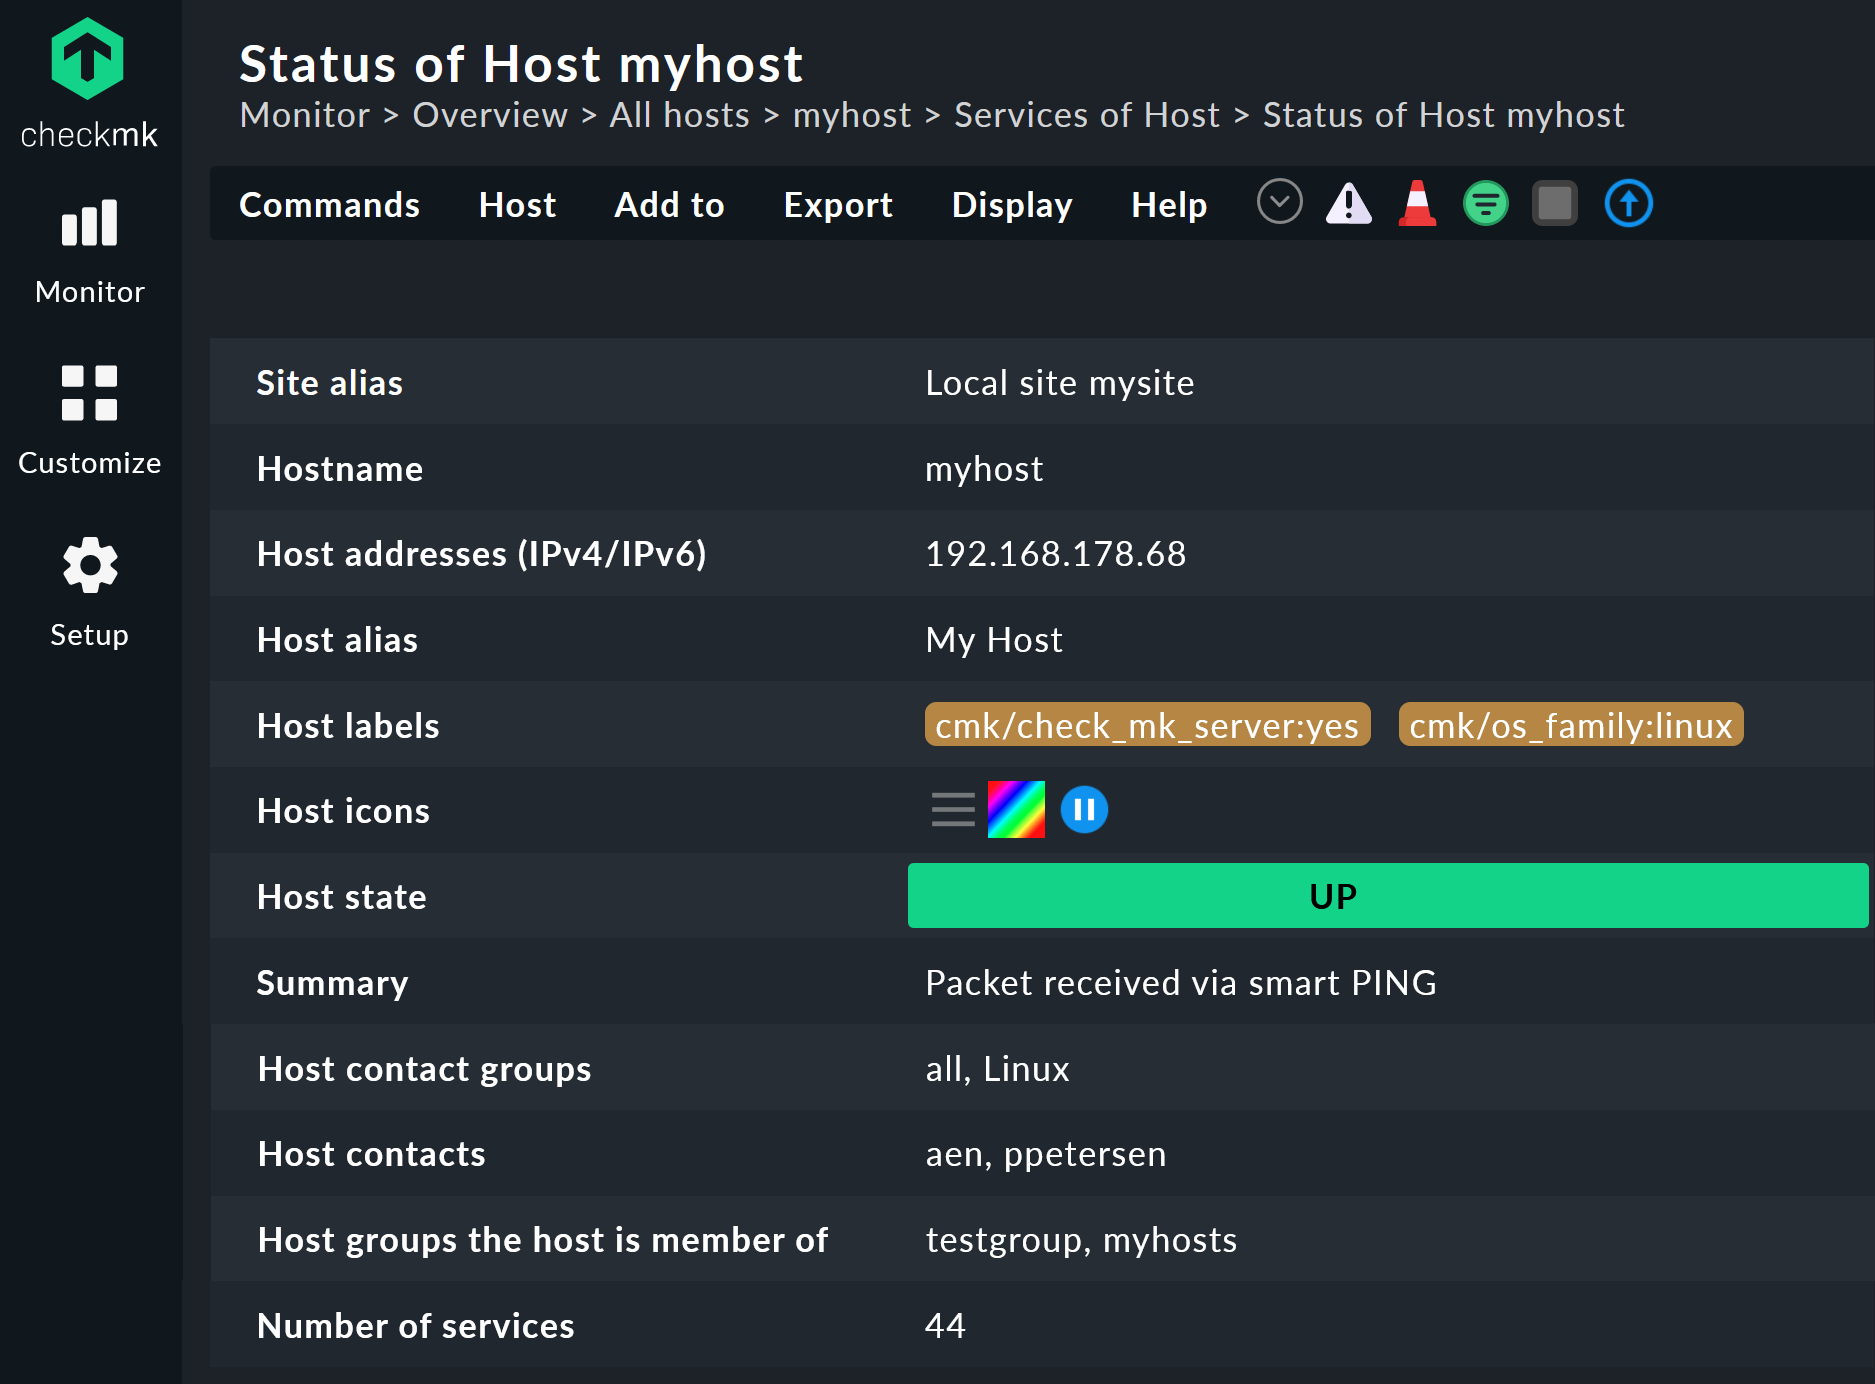 checkmk
Monitor
Customize
Setup
Status of Host myhost
Monitor > Overview > All hosts > myhost > Services of Host > Status of Host myhost
Commands Host Add to Export Display Help
Site alias Local site mysite
Hostname myhost
Host addresses (IPv4/IPv6) 192.168.178.68
Host alias My Host
Host labels cmk/check_mk_server:yes cmk/os_family:linux
Host icons
Host state UP
Summary Packet received via smart PING
Host contact groups all, Linux
Host contacts aen, ppetersen
Host groups the host is member of testgroup, myhosts
Number of services 44